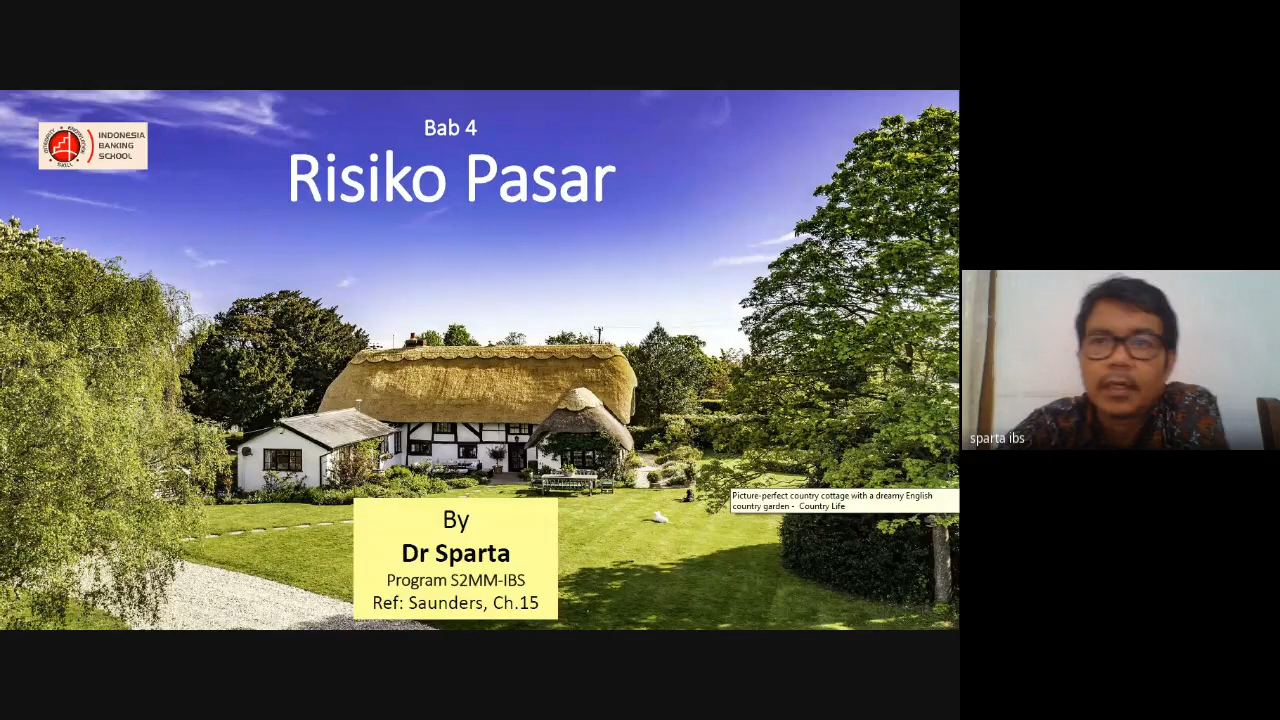 Bab 4
Risiko Pasar
INDONESIA
BANKING
SCHOOL
Picture-perfect country cottage with a dreamy English
country garden - Country Life
By
Dr Sparta
Program S2MM-IBS
Ref: Saunders, Ch.15
sparta ibs